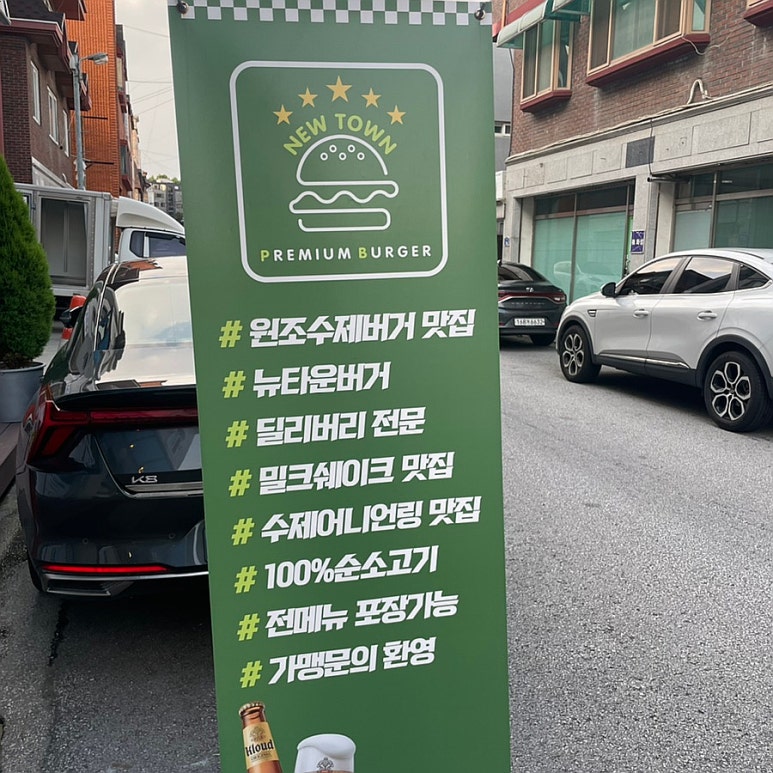 NEW TOWN
PREMIUM BURGER
# 원조수제버거 맛집
# 뉴타운버거
# 딜리버리 전문
# 밀크쉐이크 맛집
# 수제어니언링 맛집
# 100%순소고기
# 전메뉴 포장가능
# 가맹문의 환영
Kloud
K8